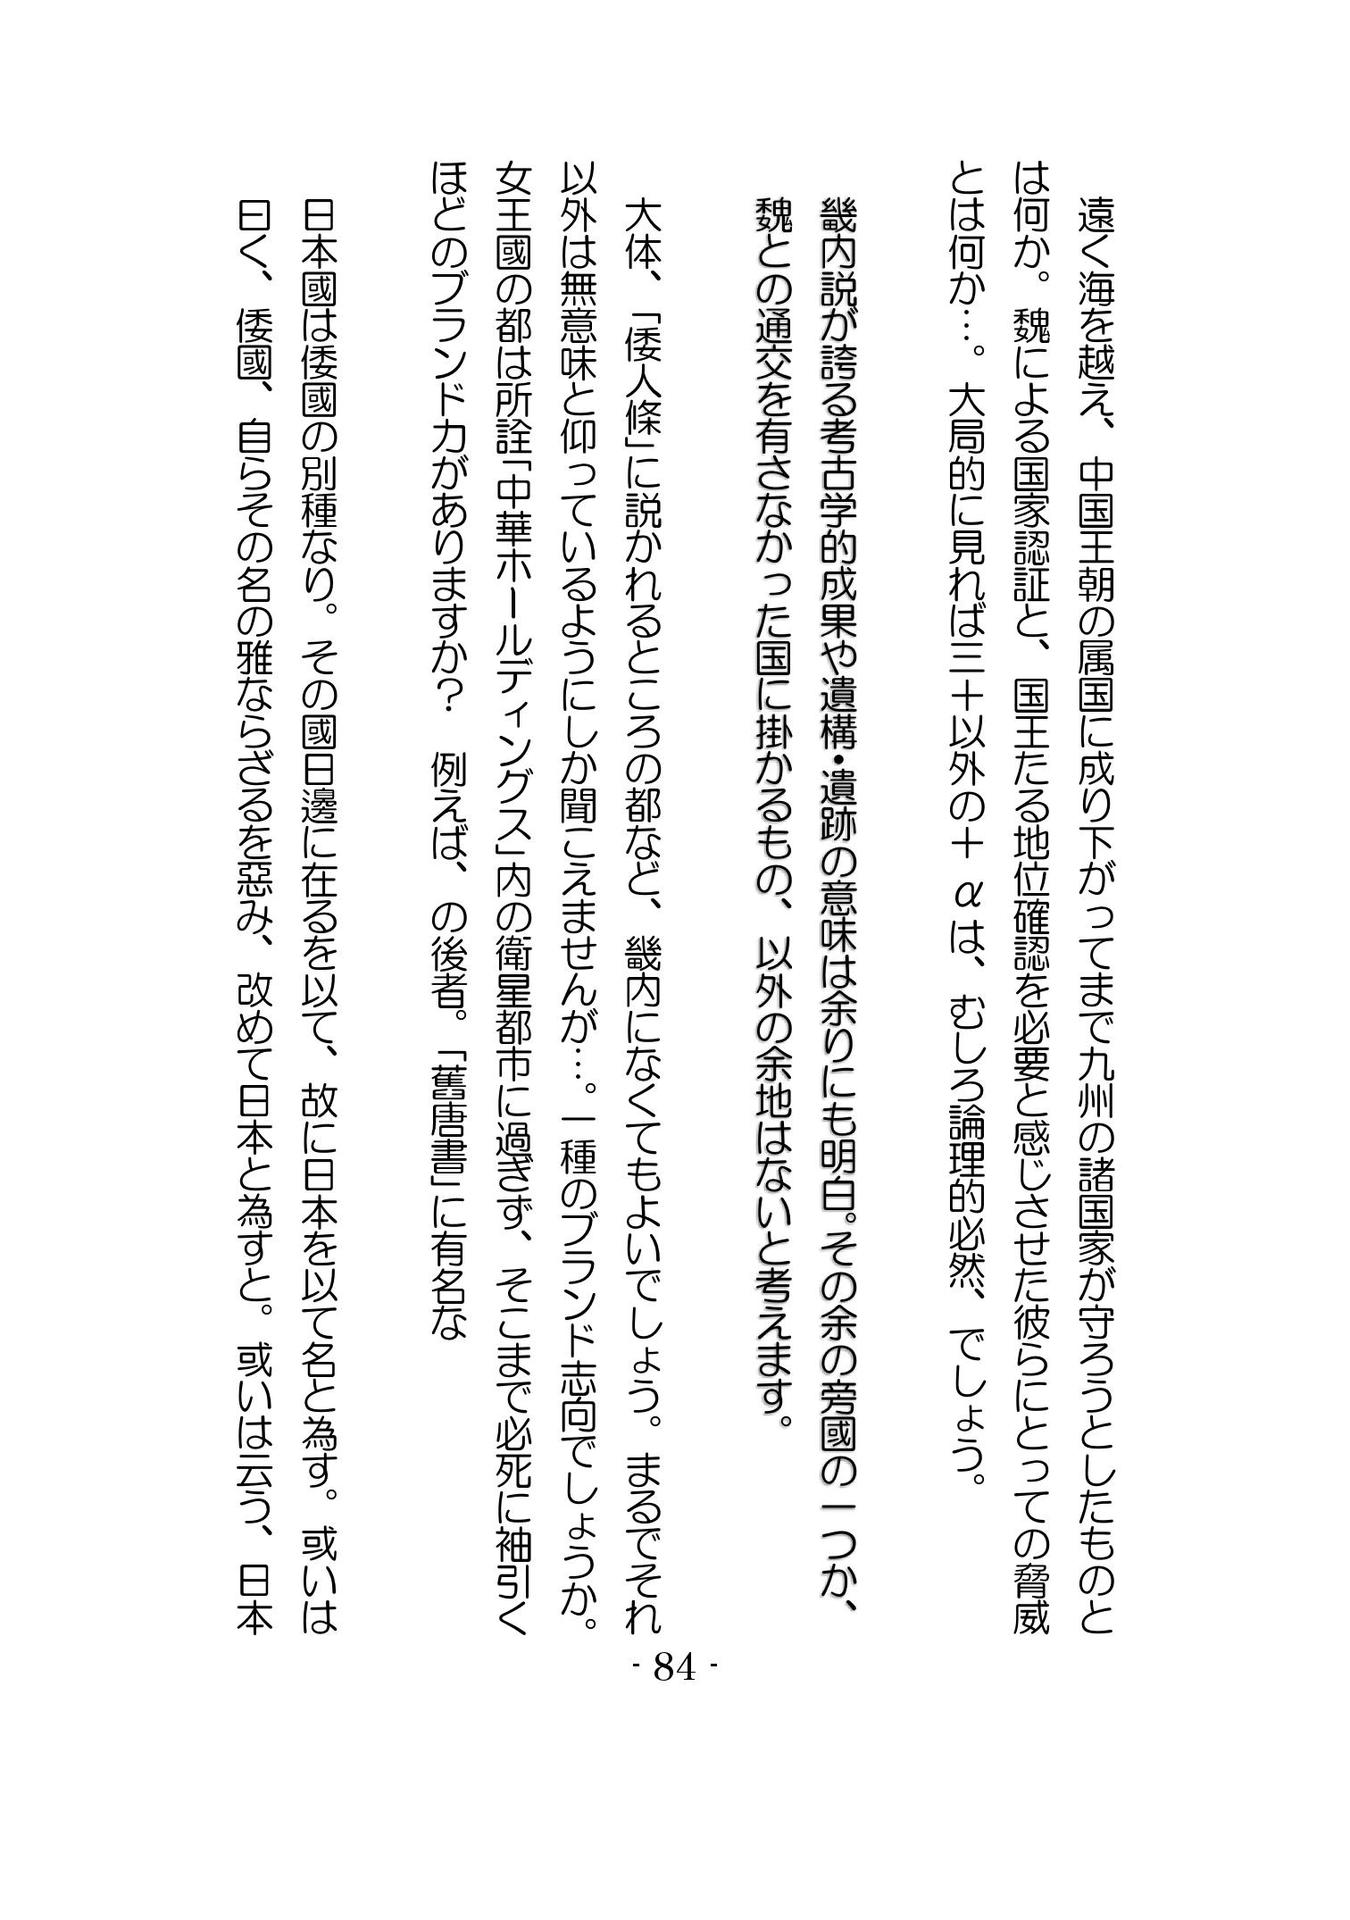 遠く海を越え、中国王朝の属国に成り下がってまで九州の諸国家が守ろうとしたものと
は何か。魏による国家認証と、国王たる地位確認を必要と感じさせた彼らにとっての脅威
とは何か…。大局的に見れば三十以外の＋αは、むしろ論理的必然、でしょう。
　畿内説が誇る考古学的成果や遺構・遺跡の意味は余りにも明白。その余の旁國の一つか、
　魏との通交を有さなかった国に掛かるもの、以外の余地はないと考えます。
　大体、「倭人條」に説かれるところの都など、畿内になくてもよいでしょう。まるでそれ
以外は無意味と仰っているようにしか聞こえませんが…。一種のブランド志向でしょうか。
女王國の都は所詮「中華ホールディングス」内の衛星都市に過ぎず、そこまで必死に袖引く
ほどのブランド力がありますか？　例えば、の後者。「舊唐書」に有名な
　日本國は倭國の別種なり。その國日邊に在るを以て、故に日本を以て名と為す。或いは
　曰く、倭國、自らその名の雅ならざるを惡み、改めて日本と為すと。或いは云う、日本
- 84 -